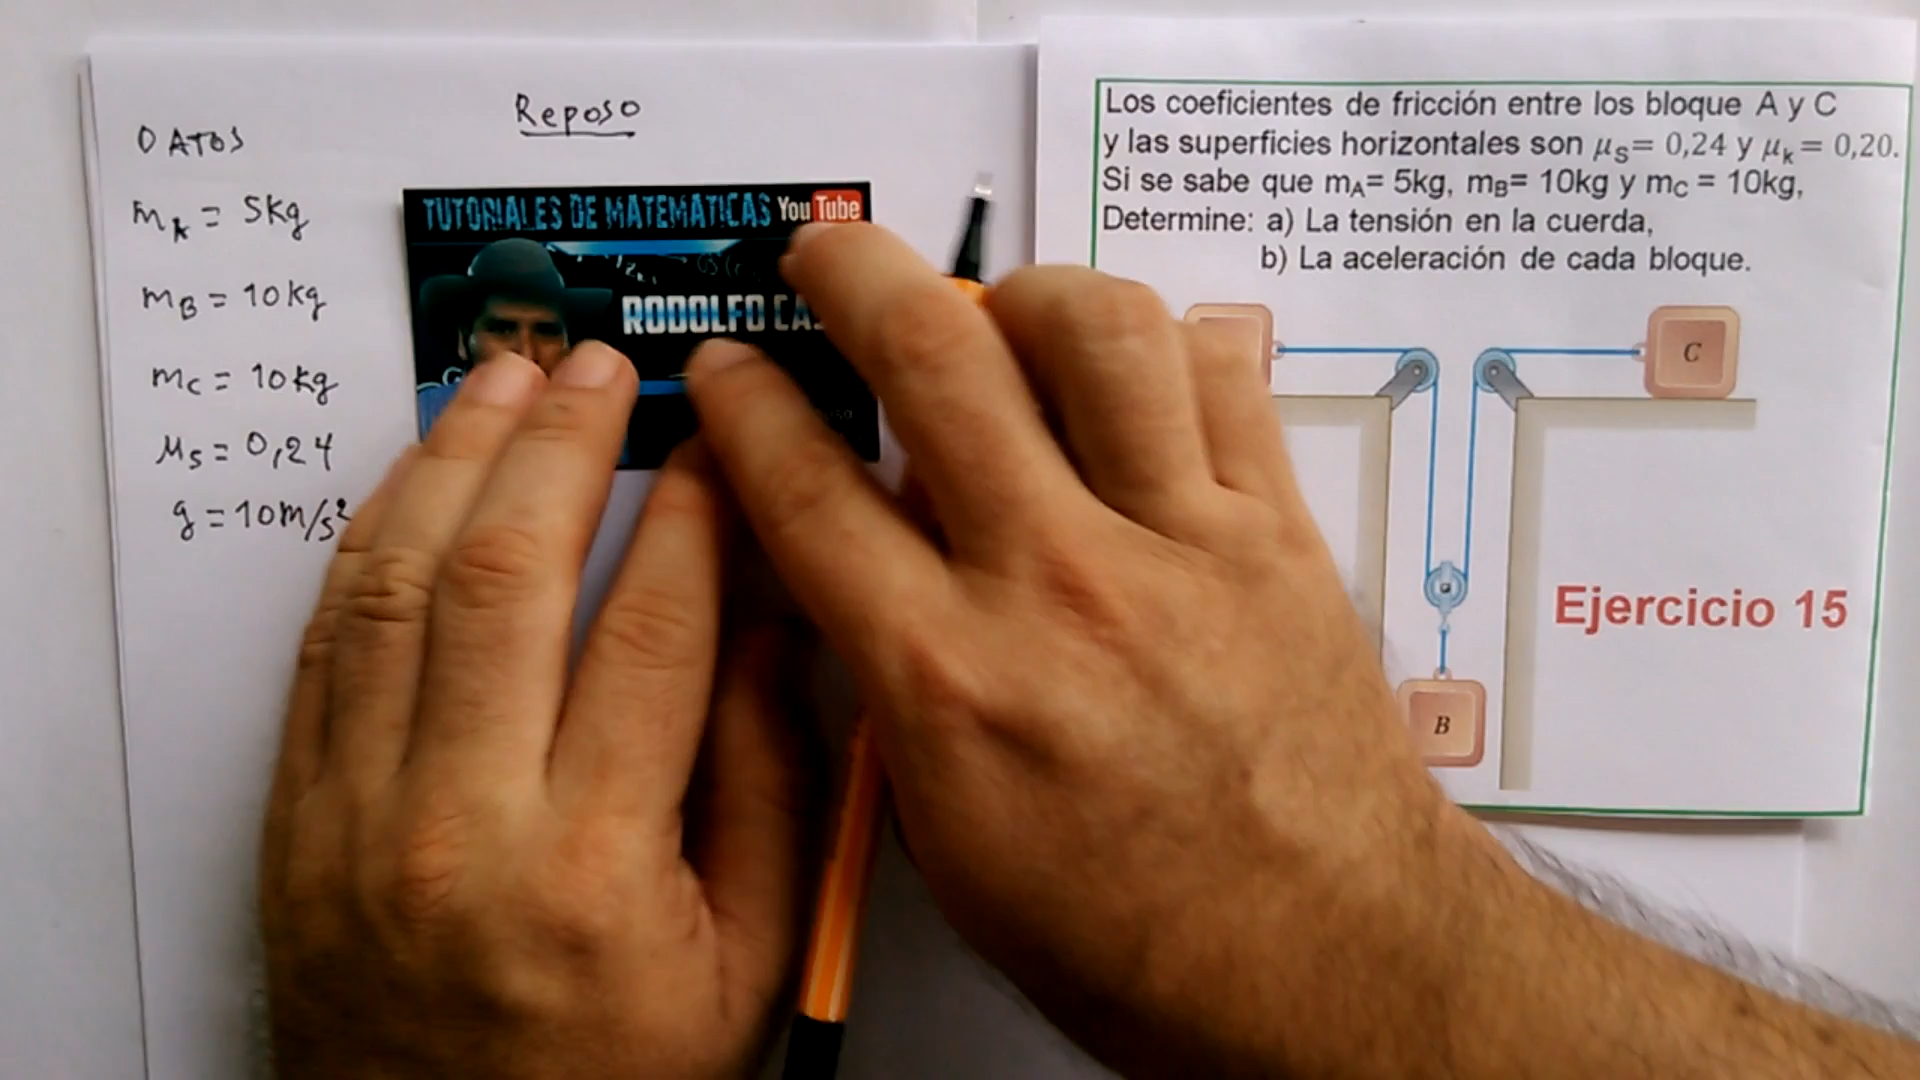 Reposo
DATOS
mA = 5kg
mB = 10kg
mC = 10kg
μS = 0,24
g = 10m/s²
TUTORIALES DE MATEMATICAS YouTube
RODOLFO
Los coeficientes de fricción entre los bloque A y C
y las superficies horizontales son μS= 0,24 y μk= 0,20.
Si se sabe que mA= 5kg, mB= 10kg y mC = 10kg,
Determine: a) La tensión en la cuerda,
b) La aceleración de cada bloque.
C
Ejercicio 15
B